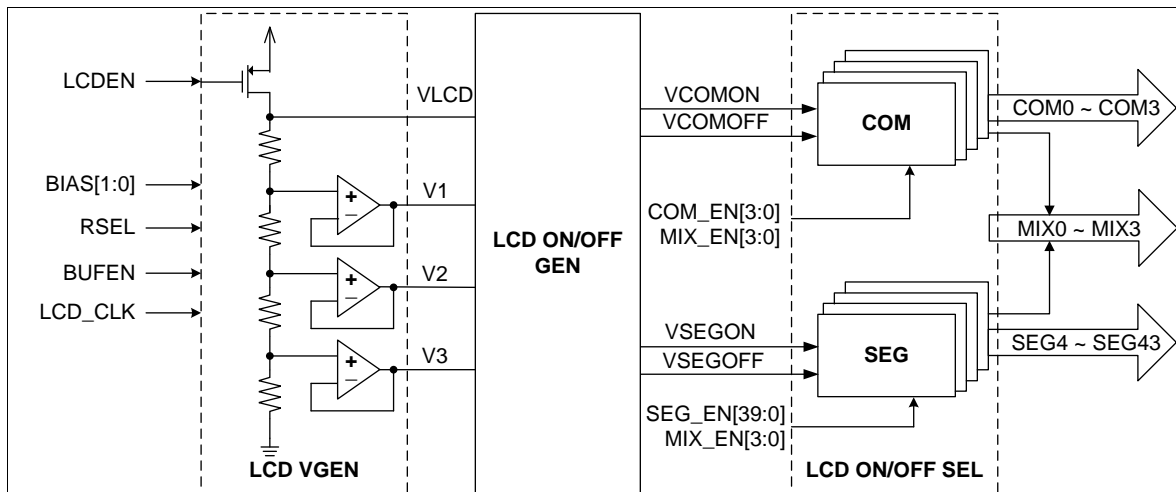 LCDEN
BIAS[1:0]
RSEL
BUFEN
LCD_CLK
VLCD
+
−
V1
+
−
V2
+
−
V3
LCD VGEN
LCD ON/OFF
GEN
VCOMON
VCOMOFF
COM_EN[3:0]
MIX_EN[3:0]
VSEGON
VSEGOFF
SEG_EN[39:0]
MIX_EN[3:0]
COM
SEG
LCD ON/OFF SEL
COM0 ~ COM3
MIX0 ~ MIX3
SEG4 ~ SEG43